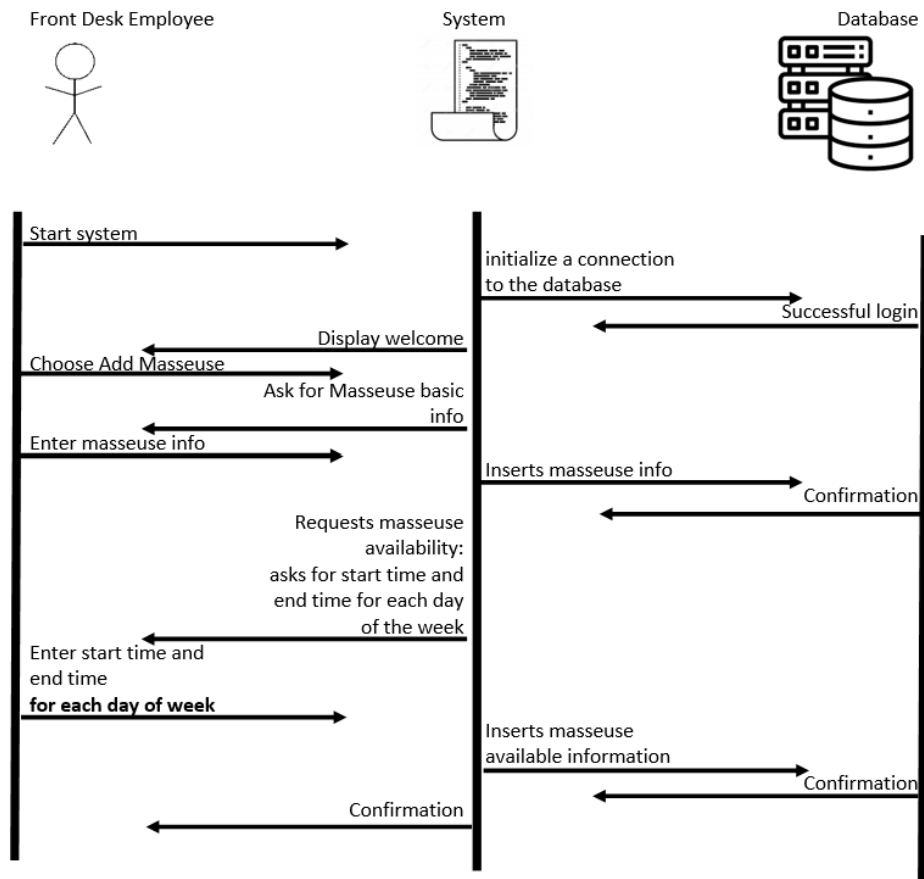 Front Desk Employee
System
Database
Start system
initialize a connection
to the database
Successful login
Display welcome
Choose Add Masseuse
Ask for Masseuse basic
info
Enter masseuse info
Inserts masseuse info
Confirmation
Requests masseuse
availability:
asks for start time and
end time for each day
of the week
Enter start time and
end time
for each day of week
Inserts masseuse
available information
Confirmation
Confirmation